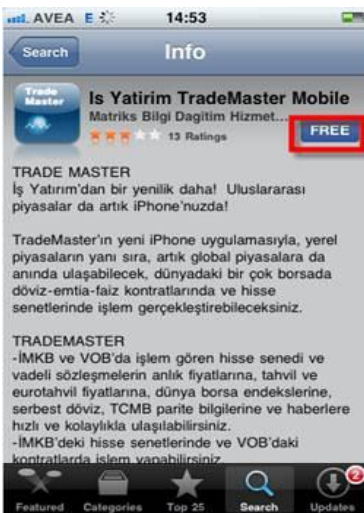 AVEA E 14:53
Search
Info
Trade
Master
Is Yatirim TradeMaster Mobile
Matriks Bilgi Dagitim Hizmet...
13 Ratings
FREE
TRADE MASTER
İş Yatırım'dan bir yenilik daha! Uluslararası
piyasalar da artık iPhone'nuzda!
TradeMaster'ın yeni iPhone uygulamasıyla, yerel
piyasaların yanı sıra, artık global piyasalara da
anında ulaşabilecek, dünyadaki bir çok borsada
döviz-emtia-faiz kontratlarında ve hisse
senetlerinde işlem gerçekleştirebileceksiniz.
TRADEMASTER
-İMKB ve VOB'da işlem gören hisse senedi ve
vadeli sözleşmelerin anlık fiyatlarına, tahvil ve
eurotahvil fiyatlarına, dünya borsa endekslerine,
serbest döviz, TCMB parite bilgilerine ve haberlere
hızlı ve kolaylıkla ulaşılabilirsiniz.
-İMKB'deki hisse senetlerinde ve VOB'daki
kontratlarda işlem yapabilirsiniz
2
Featured Categories Top 25 Search Updates